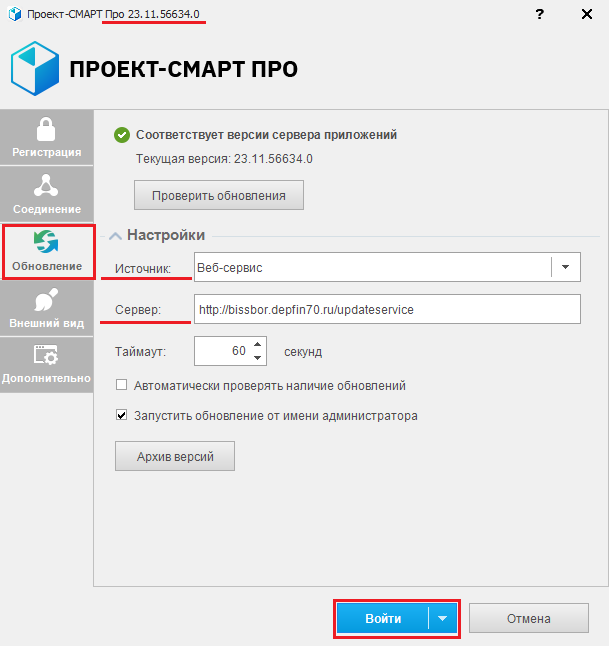 Проект-СМАРТ Про 23.11.56634.0
?
ПРОЕКТ-СМАРТ ПРО
Регистрация
Соединение
Обновление
Внешний вид
Дополнительно
Соответствует версии сервера приложений
Текущая версия: 23.11.56634.0
Проверить обновления
Настройки
Источник: Веб-сервис
Сервер: http://bissbor.depfin70.ru/updateservice
Таймаут: 60 секунд
Автоматически проверять наличие обновлений
Запустить обновление от имени администратора
Архив версий
Войти
Отмена